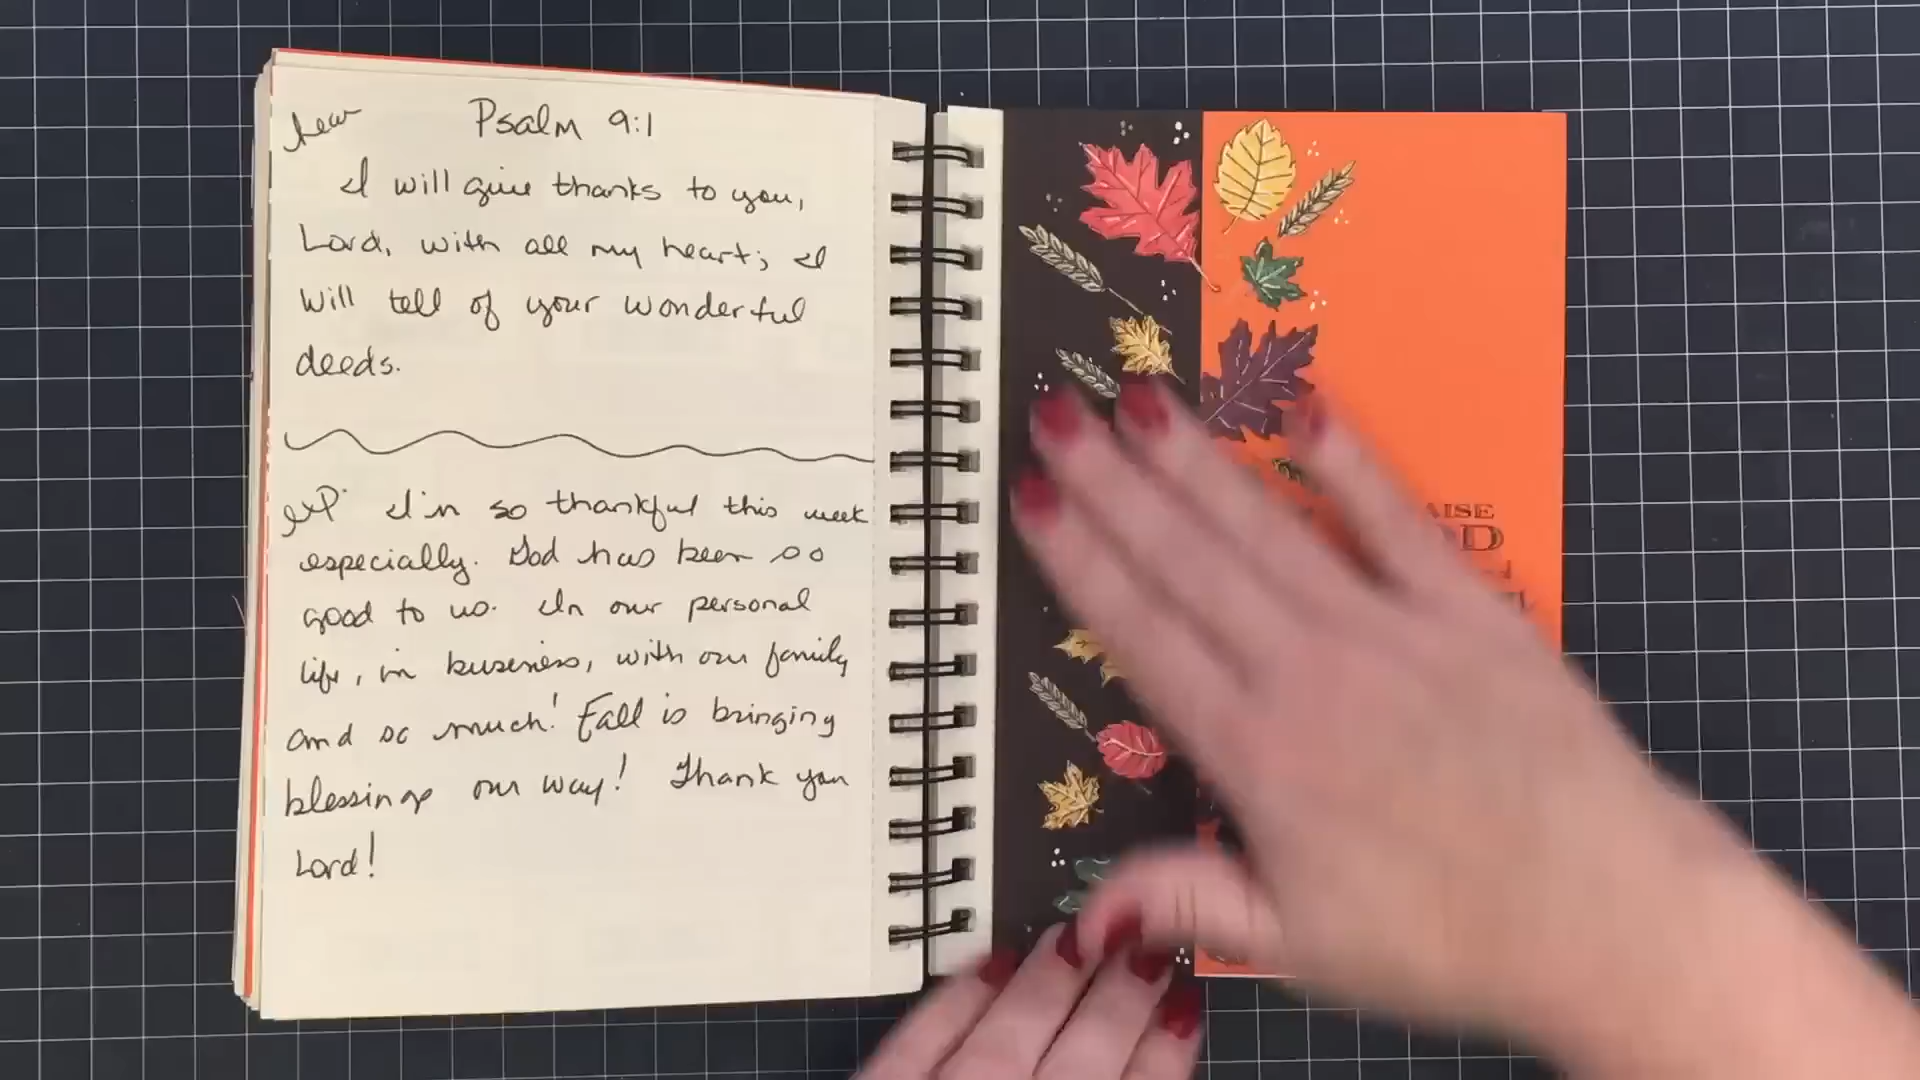 hear
Psalm 9:1
I will give thanks to you,
Lord, with all my heart; I
will tell of your wonderful
deeds.
exp. I'm so thankful this week
especially. God has been so
good to us. In our personal
life, in business, with our family
and so much! Fall is bringing
blessings our way! Thank you
Lord!